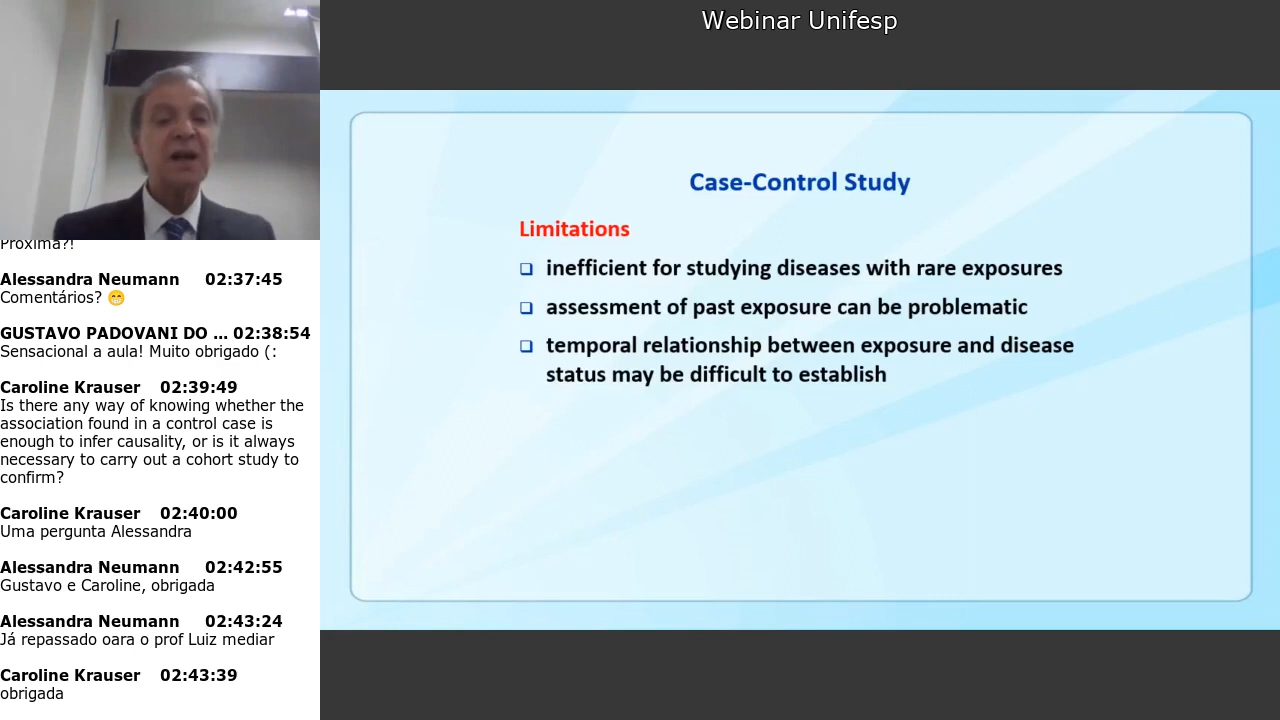 Webinar Unifesp
Case-Control Study
Limitations
inefficient for studying diseases with rare exposures
assessment of past exposure can be problematic
temporal relationship between exposure and disease
status may be difficult to establish
Próxima?!
Alessandra Neumann 02:37:45
Comentários? 😁
GUSTAVO PADOVANI DO ... 02:38:54
Sensacional a aula! Muito obrigado (:
Caroline Krauser 02:39:49
Is there any way of knowing whether the
association found in a control case is
enough to infer causality, or is it always
necessary to carry out a cohort study to
confirm?
Caroline Krauser 02:40:00
Uma pergunta Alessandra
Alessandra Neumann 02:42:55
Gustavo e Caroline, obrigada
Alessandra Neumann 02:43:24
Já repassado oara o prof Luiz mediar
Caroline Krauser 02:43:39
obrigada